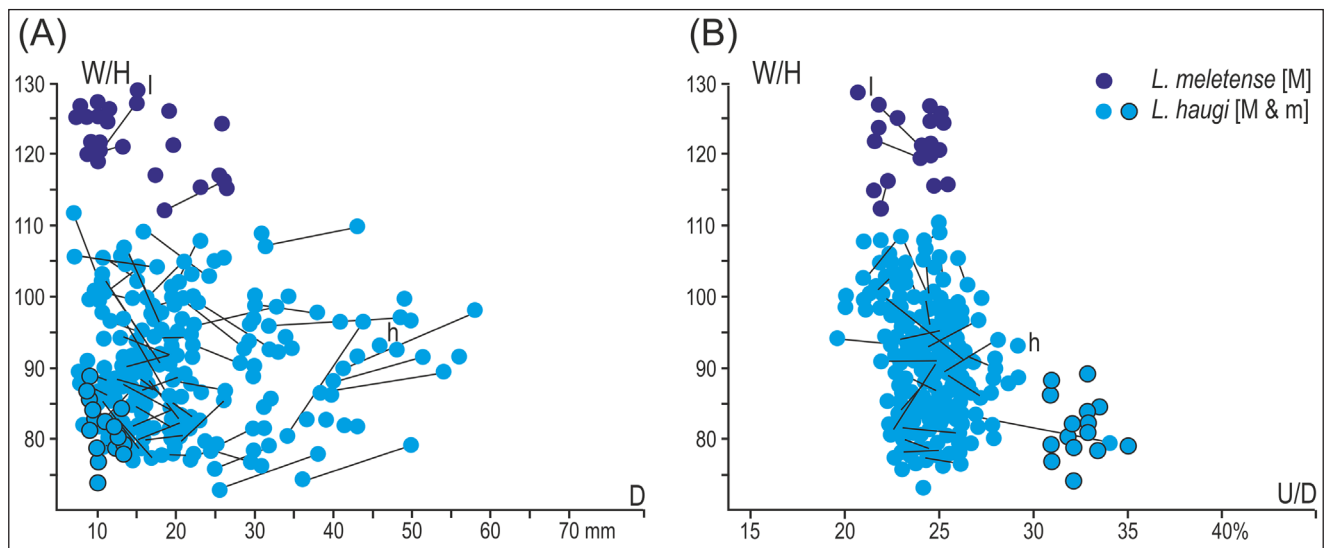 (A)
W/H
l
130
120
110
100
90
80
h
D
10 20 30 40 50 60 70 mm
(B)
W/H
l
L. meletense [M]
L. haugi [M & m]
130
120
110
100
90
80
h
U/D
15 20 25 30 35 40%